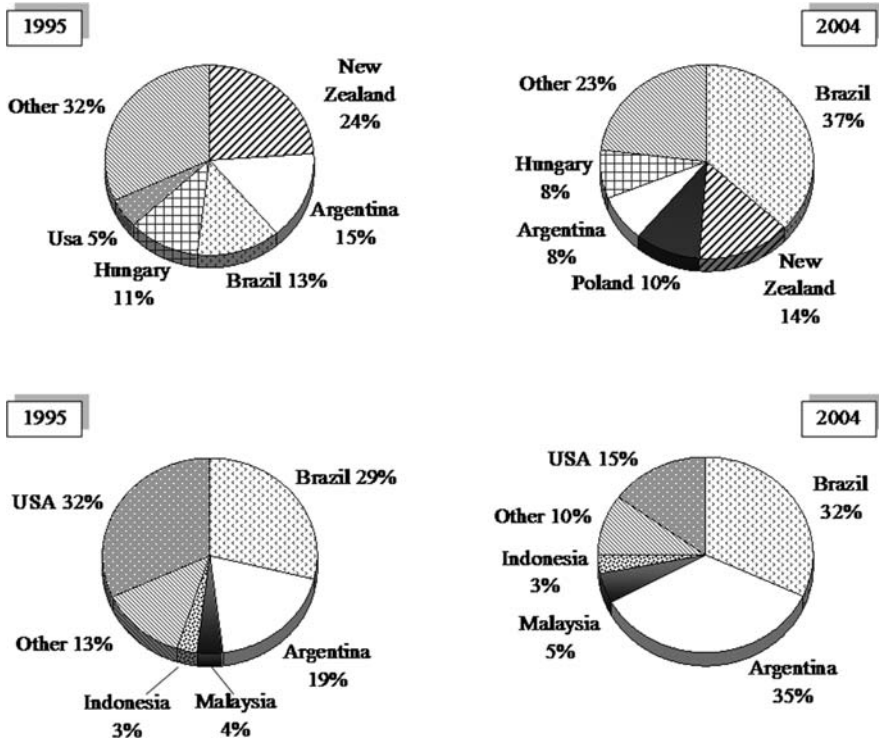 1995
New
Zealand
24%
Argentina
15%
Brazil 13%
Hungary
11%
Usa 5%
Other 32%
2004
Brazil
37%
New
Zealand
14%
Poland 10%
Argentina
8%
Hungary
8%
Other 23%
1995
Brazil 29%
Argentina
19%
Malaysia
4%
Indonesia
3%
Other 13%
USA 32%
2004
Brazil
32%
Argentina
35%
Malaysia
5%
Indonesia
3%
Other 10%
USA 15%